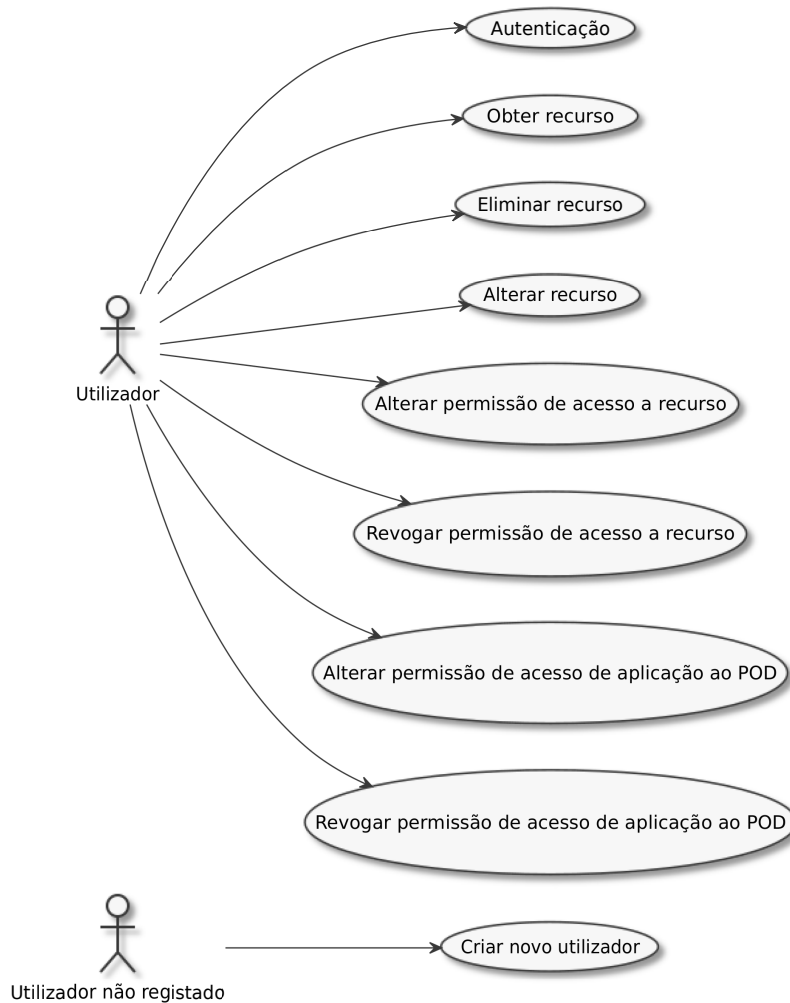 Autenticação
Obter recurso
Eliminar recurso
Alterar recurso
Utilizador
Alterar permissão de acesso a recurso
Revogar permissão de acesso a recurso
Alterar permissão de acesso de aplicação ao POD
Revogar permissão de acesso de aplicação ao POD
Criar novo utilizador
Utilizador não registado